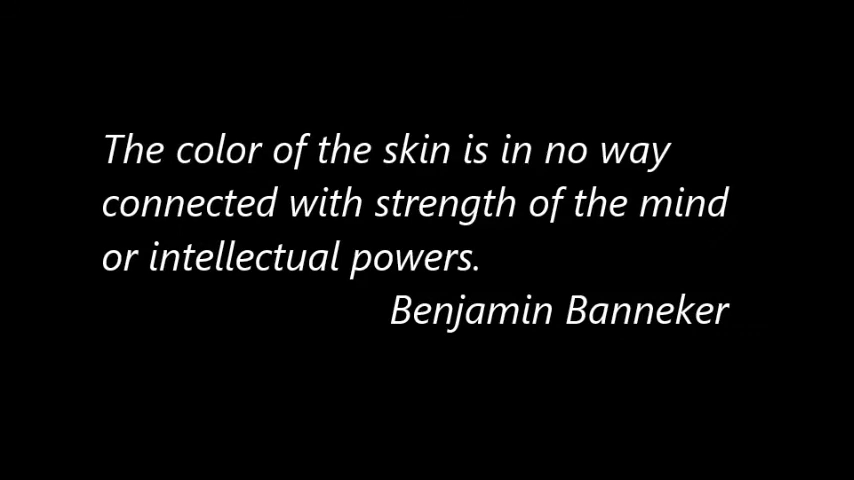 The color of the skin is in no way
connected with strength of the mind
or intellectual powers.
Benjamin Banneker